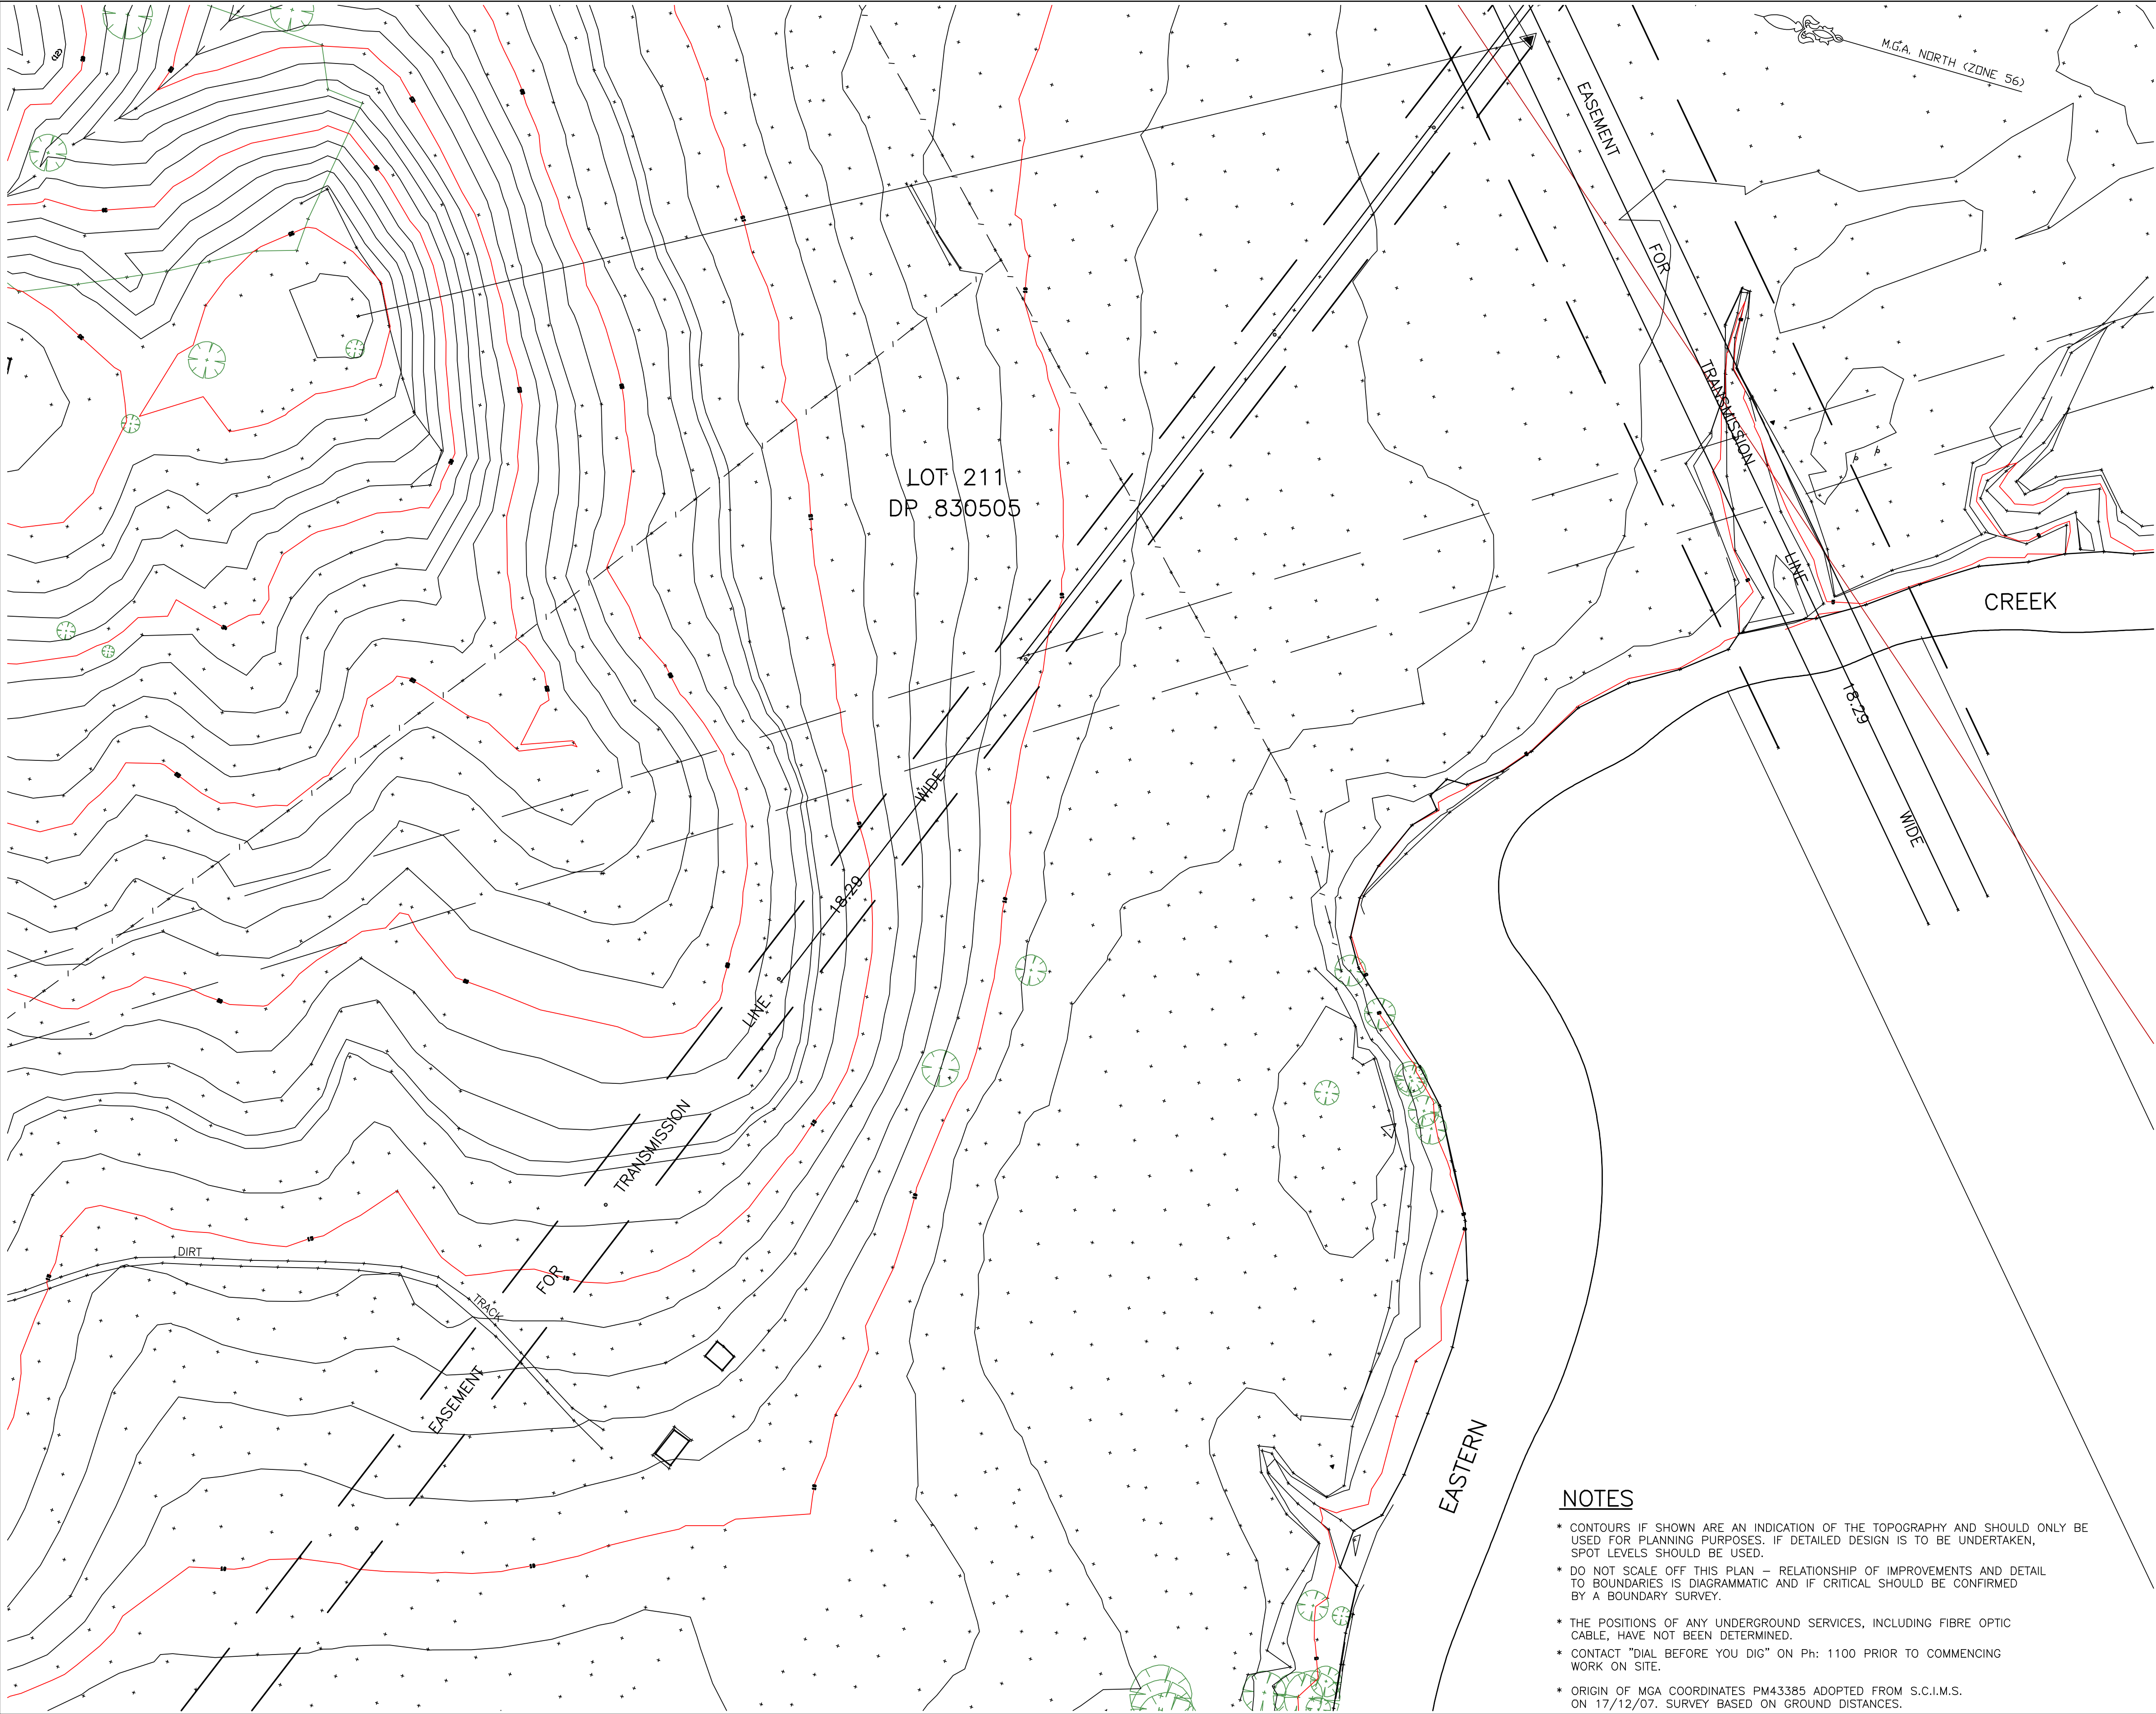 M.G.A. NORTH (ZONE 56)
EASEMENT
FOR
TRANSMISSION
LINE
18.29
WIDE
LOT 211
DP 830505
CREEK
WIDE
18.29
LINE
TRANSMISSION
FOR
EASEMENT
DIRT
TRACK
EASTERN
NOTES
* CONTOURS IF SHOWN ARE AN INDICATION OF THE TOPOGRAPHY AND SHOULD ONLY BE
USED FOR PLANNING PURPOSES. IF DETAILED DESIGN IS TO BE UNDERTAKEN,
SPOT LEVELS SHOULD BE USED.
* DO NOT SCALE OFF THIS PLAN – RELATIONSHIP OF IMPROVEMENTS AND DETAIL
TO BOUNDARIES IS DIAGRAMMATIC AND IF CRITICAL SHOULD BE CONFIRMED
BY A BOUNDARY SURVEY.
* THE POSITIONS OF ANY UNDERGROUND SERVICES, INCLUDING FIBRE OPTIC
CABLE, HAVE NOT BEEN DETERMINED.
* CONTACT "DIAL BEFORE YOU DIG" ON Ph: 1100 PRIOR TO COMMENCING
WORK ON SITE.
* ORIGIN OF MGA COORDINATES PM43385 ADOPTED FROM S.C.I.M.S.
ON 17/12/07. SURVEY BASED ON GROUND DISTANCES.